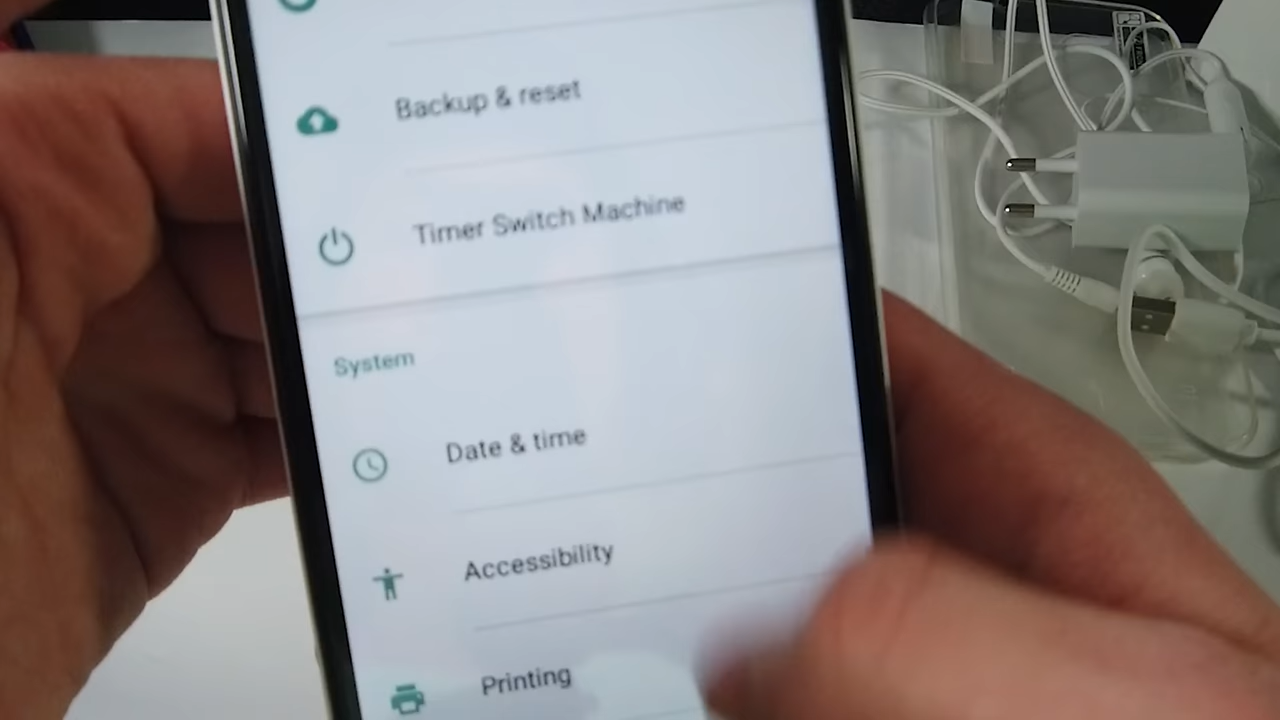 Backup & reset
Timer Switch Machine
System
Date & time
Accessibility
Printing